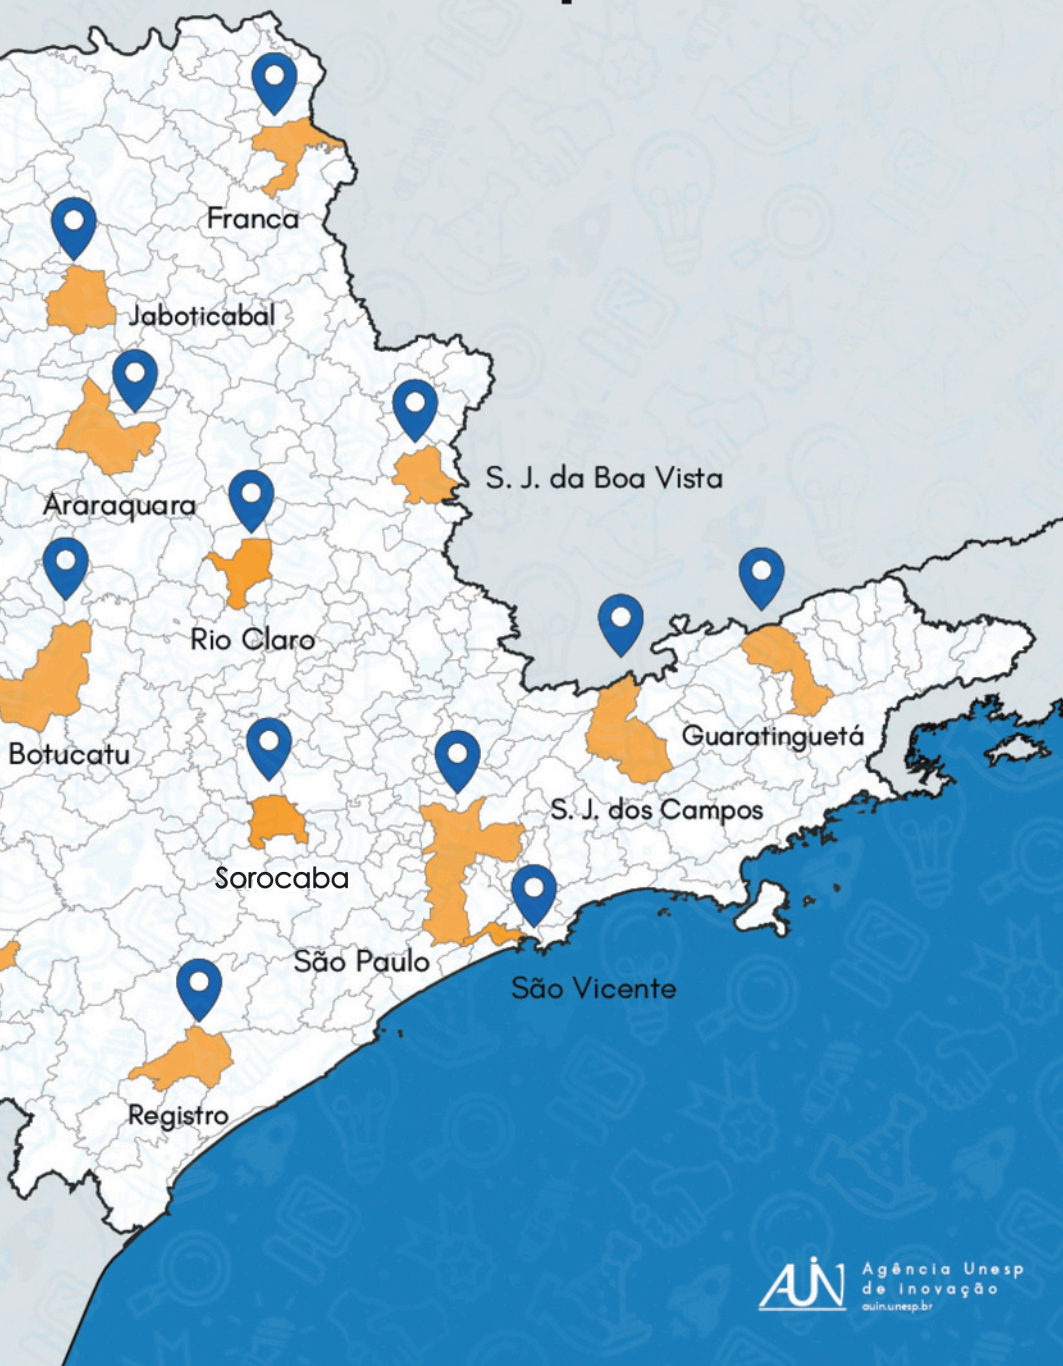 Franca
Jaboticabal
S. J. da Boa Vista
Araraquara
Rio Claro
Guaratinguetá
Botucatu
S. J. dos Campos
Sorocaba
São Paulo
São Vicente
Registro
AUIN
Agência Unesp
de inovação
auin.unesp.br